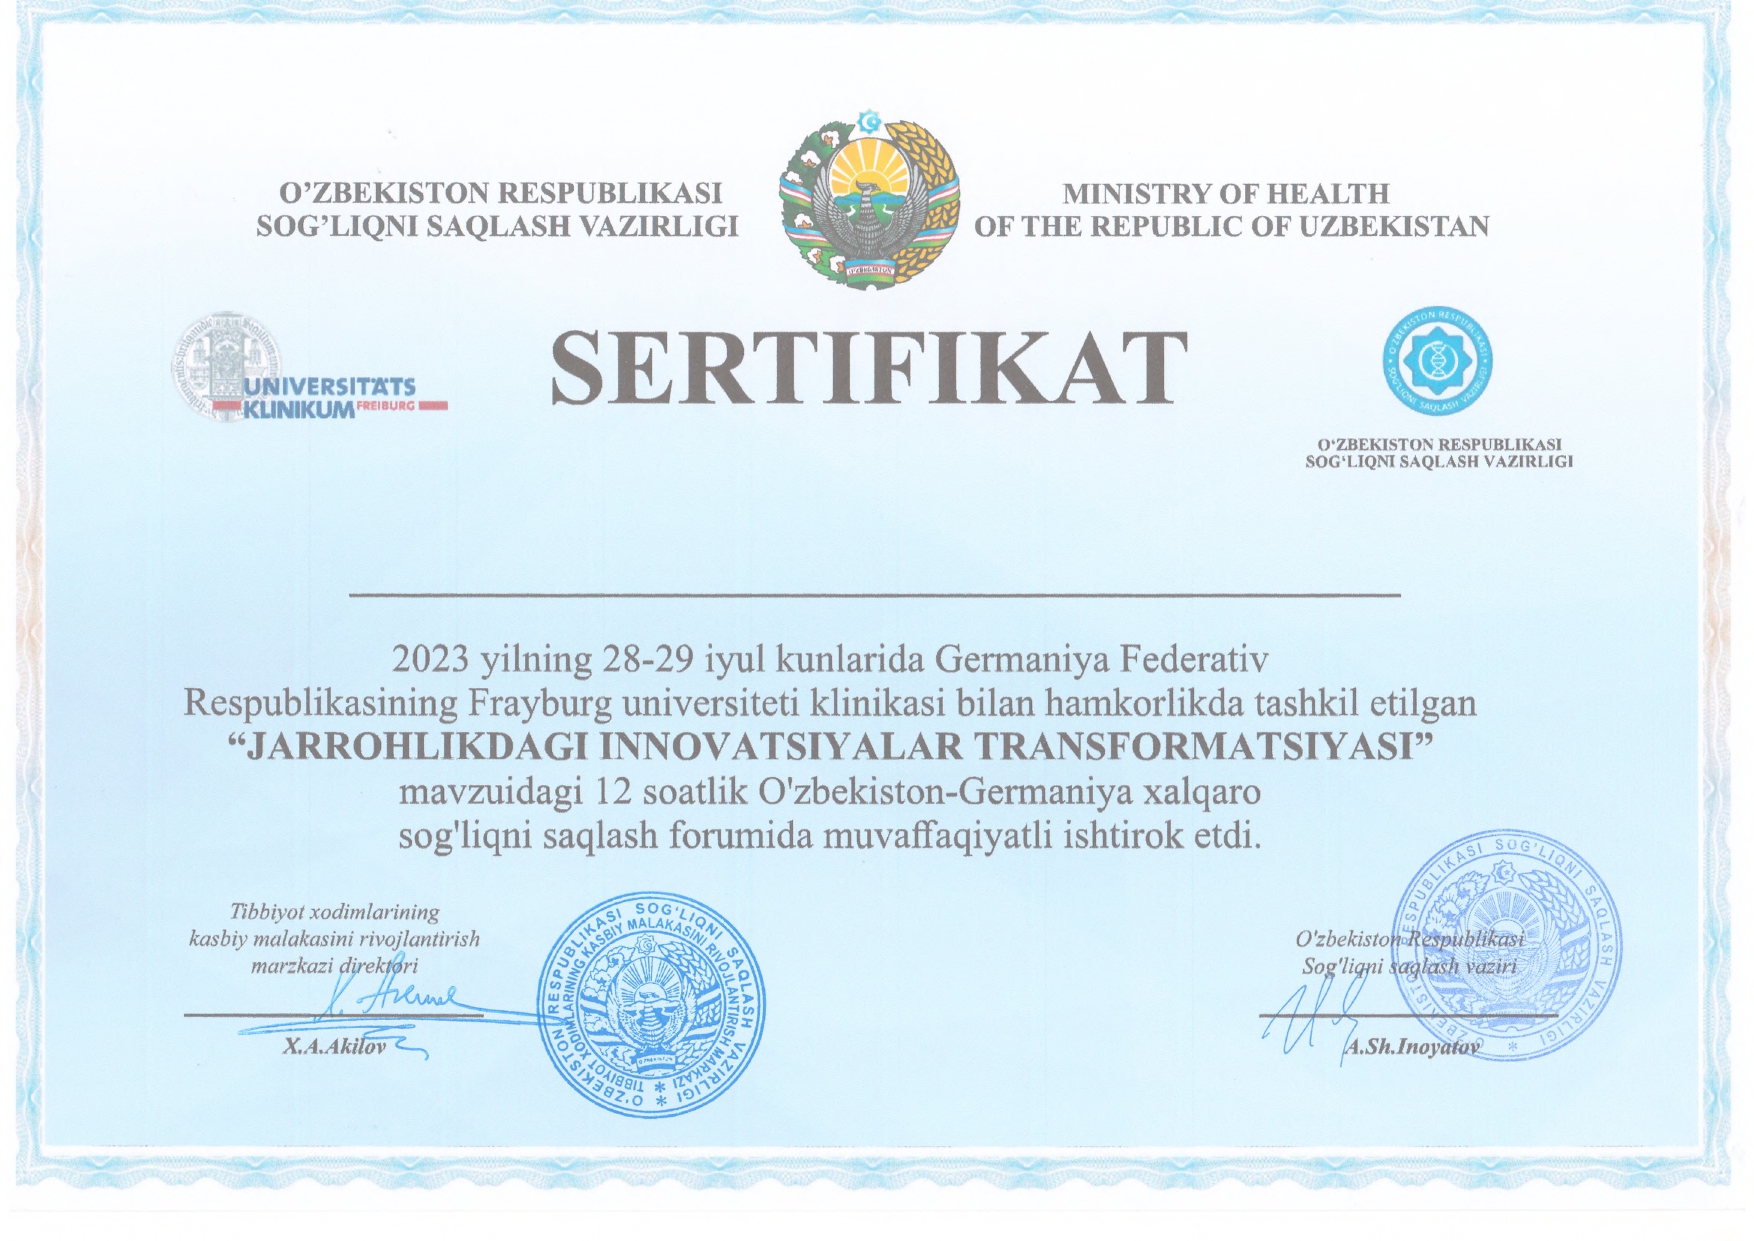 O'ZBEKISTON RESPUBLIKASI
SOG'LIQNI SAQLASH VAZIRLIGI
MINISTRY OF HEALTH
OF THE REPUBLIC OF UZBEKISTAN
O'ZBEKISTON
UNIVERSITÄTS
KLINIKUM FREIBURG
SERTIFIKAT
O'ZBEKISTON RESPUBLIKASI
SOG'LIQNI SAQLASH VAZIRLIGI
O‘ZBEKISTON RESPUBLIKASI
SOG‘LIQNI SAQLASH VAZIRLIGI
2023 yilning 28-29 iyul kunlarida Germaniya Federativ
Respublikasining Frayburg universiteti klinikasi bilan hamkorlikda tashkil etilgan
“JARROHLIKDAGI INNOVATSIYALAR TRANSFORMATSIYASI”
mavzuidagi 12 soatlik O'zbekiston-Germaniya xalqaro
sog'liqni saqlash forumida muvaffaqiyatli ishtirok etdi.
Tibbiyot xodimlarining
kasbiy malakasini rivojlantirish
marzkazi direktori
X.A.Akilov
O'ZBEKISTON RESPUBLIKASI SOG'LIQNI SAQLASH VAZIRLIGI
TIBBIYOT XODIMLARINING KASBIY MALAKASINI RIVOJLANTIRISH MARKAZI
O'zbekiston Respublikasi
Sog'liqni saqlash vaziri
A.Sh.Inoyatov
O'ZBEKISTON RESPUBLIKASI SOG'LIQNI SAQLASH VAZIRLIGI